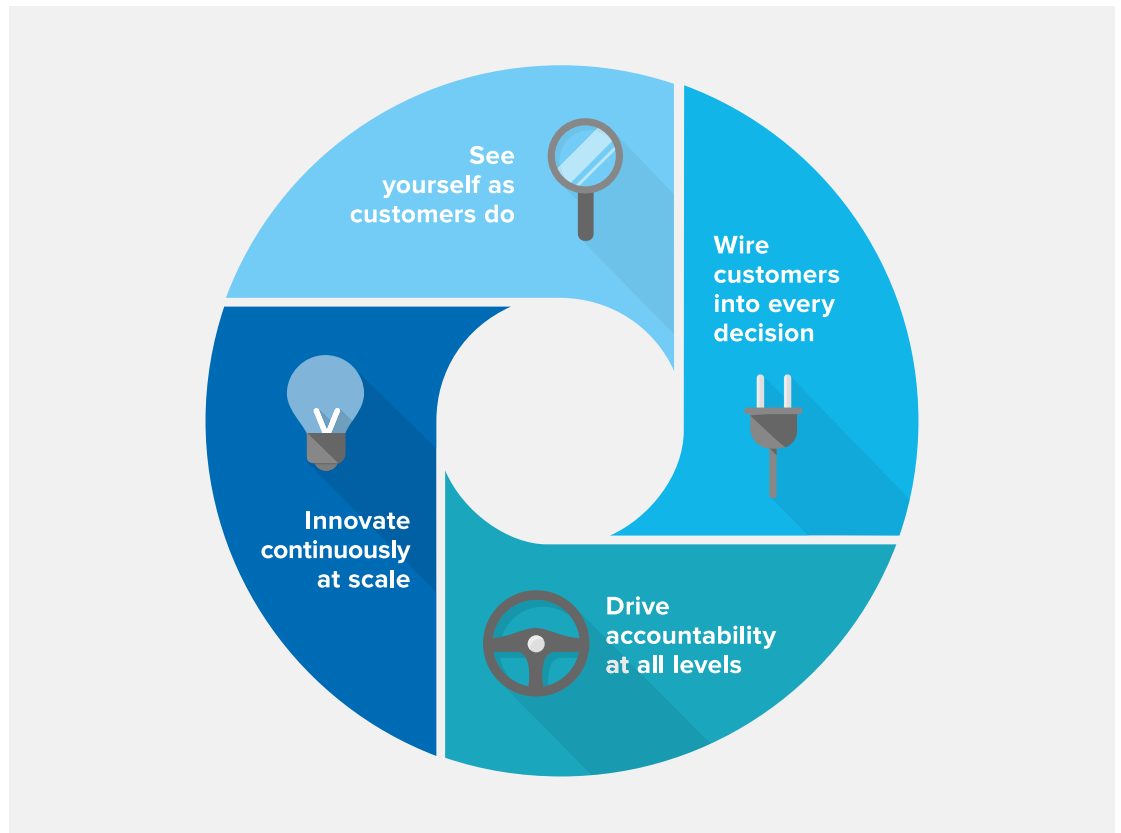 See
yourself as
customers do
Wire
customers
into every
decision
Drive
accountability
at all levels
Innovate
continuously
at scale